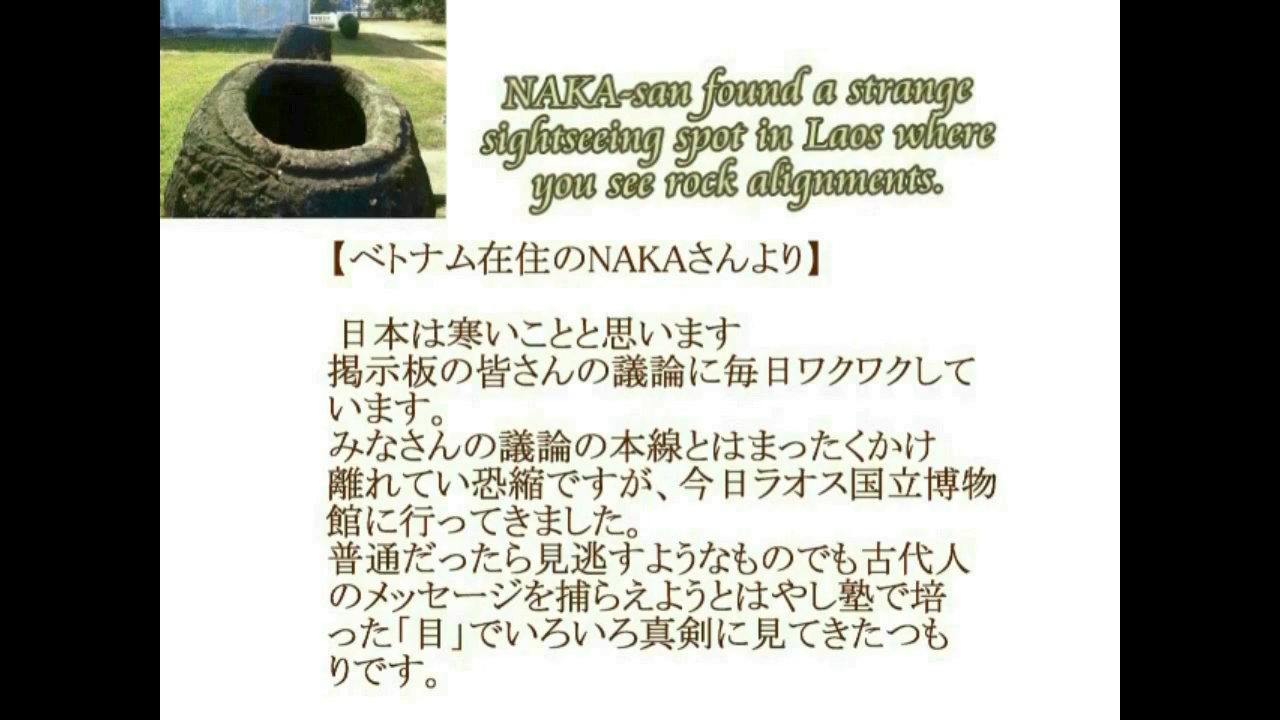 NAKA-san found a strange
sightseeing spot in Laos where
you see rock alignments.
【ベトナム在住のNAKAさんより】
日本は寒いことと思います
掲示板の皆さんの議論に毎日ワクワクして
います。
みなさんの議論の本線とはまったくかけ
離れてい恐縮ですが、今日ラオス国立博物
館に行ってきました。
普通だったら見逃すようなものでも古代人
のメッセージを捕らえようとはやし塾で培
った「目」でいろいろ真剣に見てきたつも
りです。